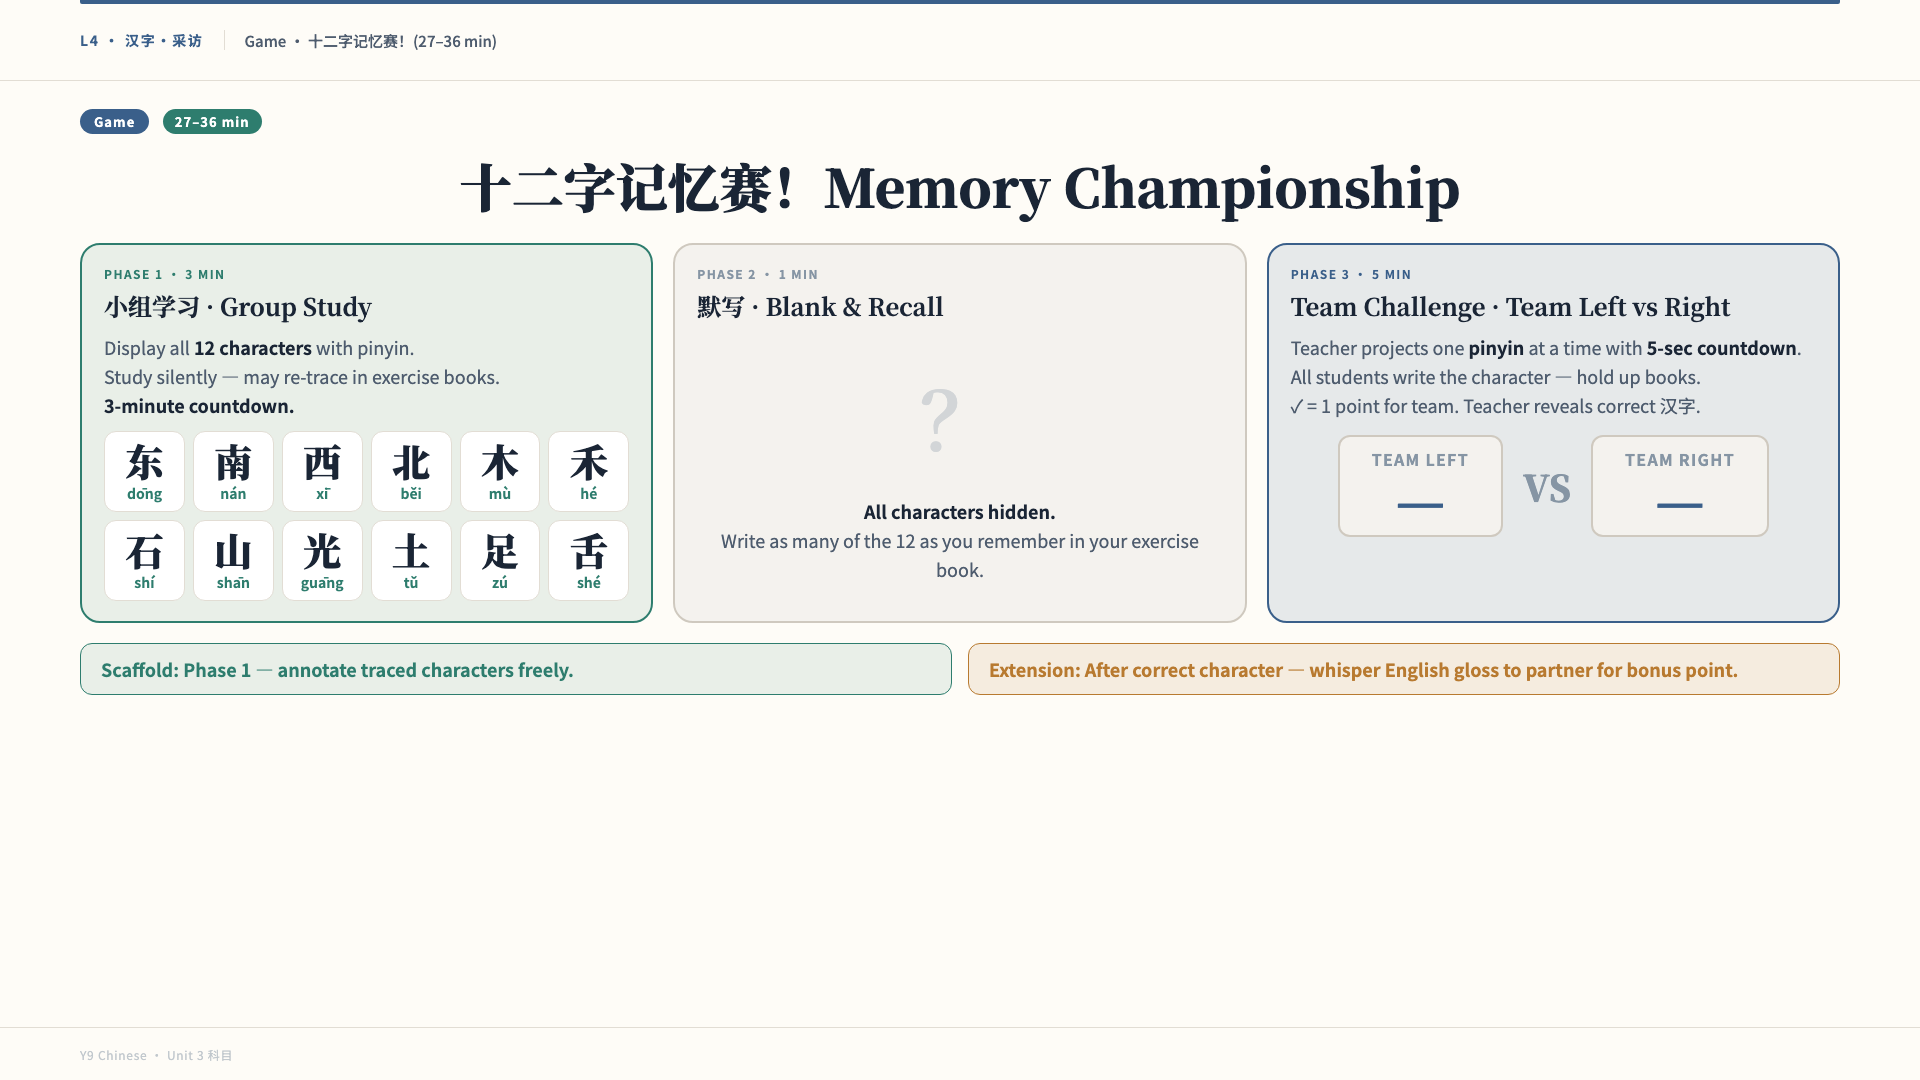 L4 • 汉字·采访
Game • 十二字记忆赛！(27–36 min)
Game
27–36 min
十二字记忆赛！Memory Championship
PHASE 1 • 3 MIN
小组学习 · Group Study
Display all 12 characters with pinyin.
Study silently — may re-trace in exercise books.
3-minute countdown.
东 南 西 北 木 禾
dōng nán xī běi mù hé
石 山 光 土 足 舌
shí shān guāng tǔ zú shé
PHASE 2 • 1 MIN
默写 · Blank & Recall
?
All characters hidden.
Write as many of the 12 as you remember in your exercise
book.
PHASE 3 • 5 MIN
Team Challenge · Team Left vs Right
Teacher projects one pinyin at a time with 5-sec countdown.
All students write the character — hold up books.
✓ = 1 point for team. Teacher reveals correct 汉字.
TEAM LEFT
—
VS
TEAM RIGHT
—
Scaffold: Phase 1 — annotate traced characters freely.
Extension: After correct character — whisper English gloss to partner for bonus point.
Y9 Chinese • Unit 3 科目